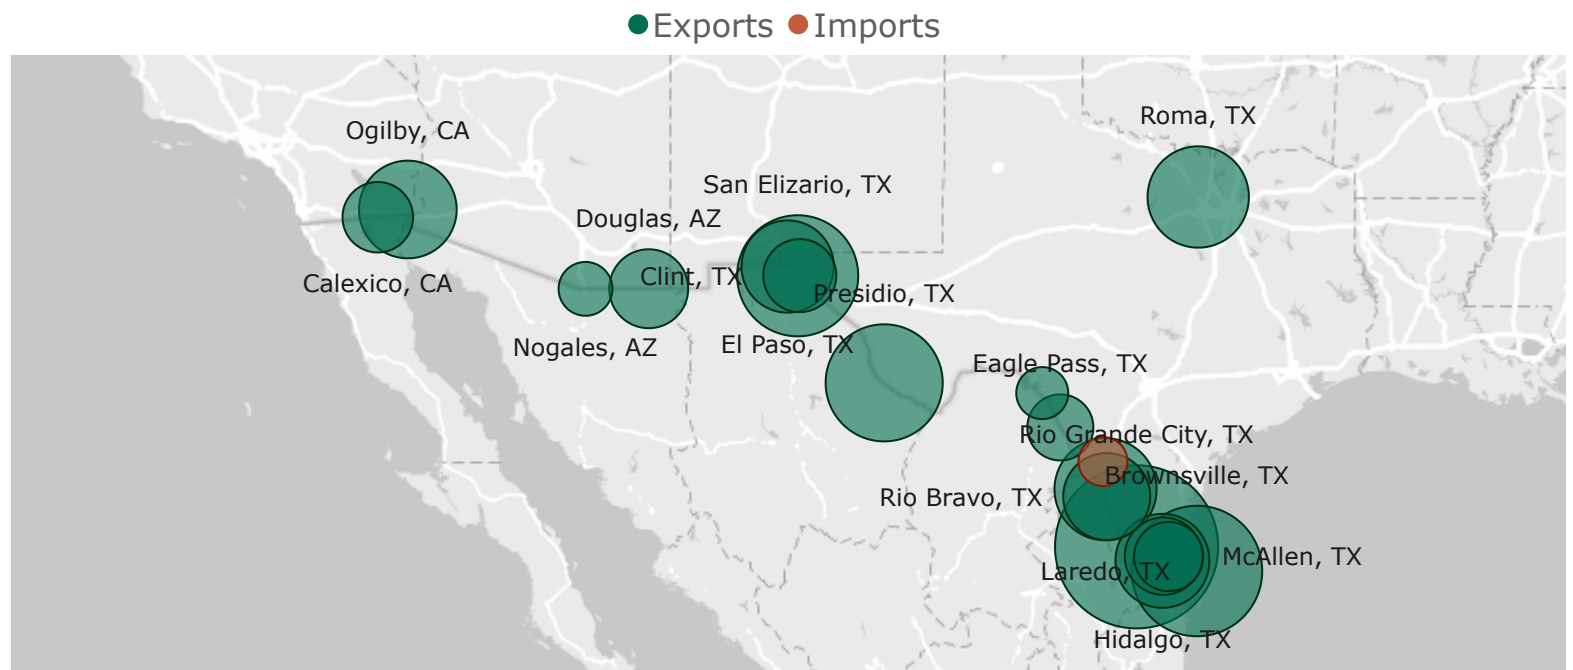 Exports Imports
Roma, TX
Ogilby, CA
San Elizario, TX
Douglas, AZ
Clint, TX
Calexico, CA
Presidio, TX
Nogales, AZ
El Paso, TX
Eagle Pass, TX
Rio Grande City, TX
Brownsville, TX
Rio Bravo, TX
McAllen, TX
Laredo, TX
Hidalgo, TX